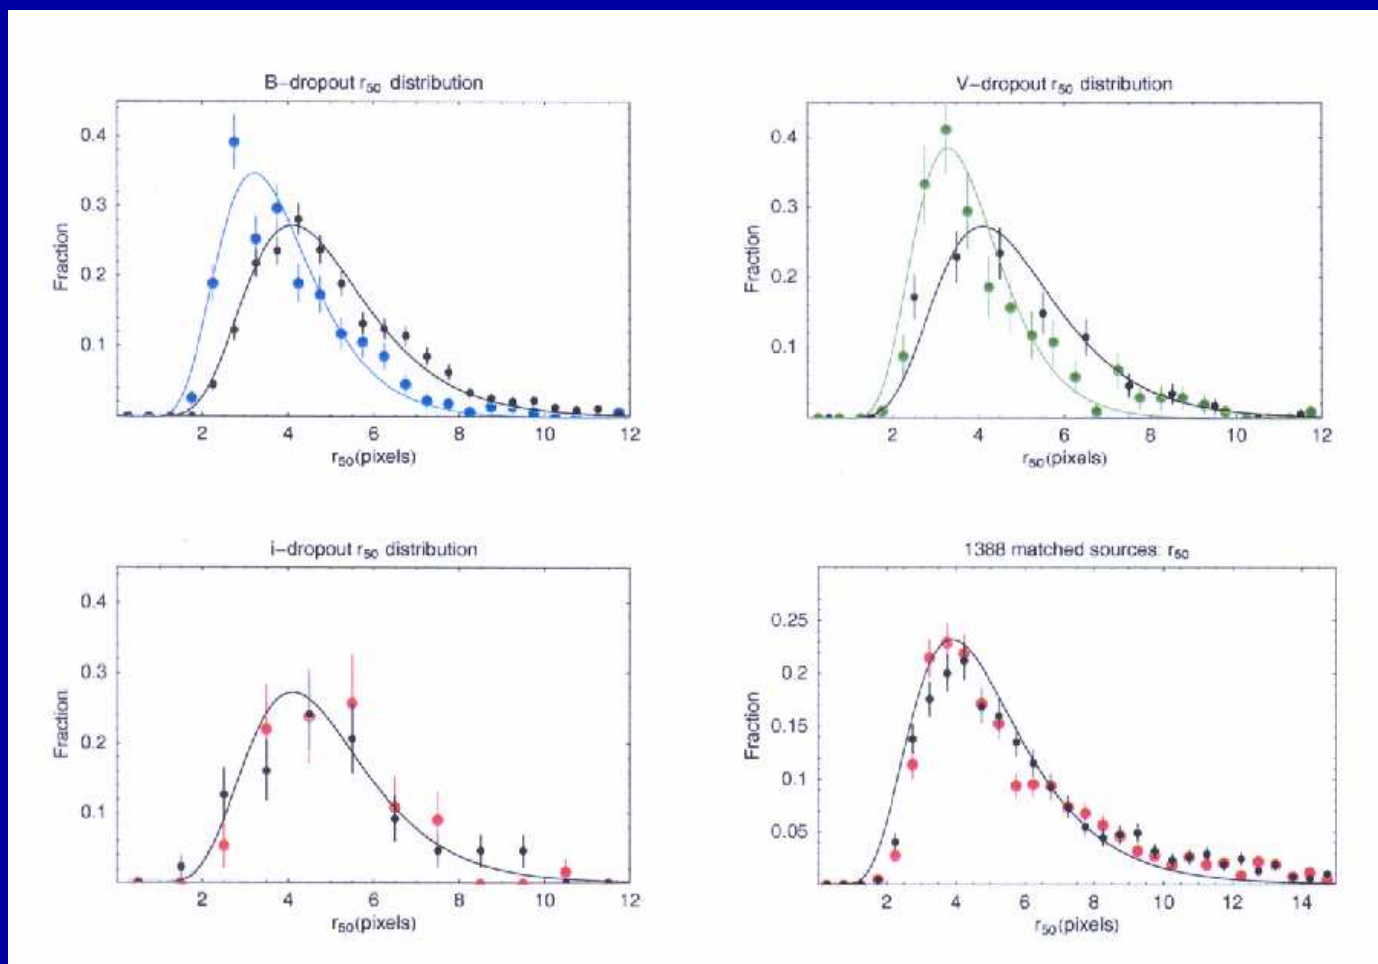 B-dropout r50 distribution
Fraction
0.4
0.3
0.2
0.1
2 4 6 8 10 12
r50(pixels)
V-dropout r50 distribution
Fraction
0.4
0.3
0.2
0.1
2 4 6 8 10 12
r50(pixels)
i-dropout r50 distribution
Fraction
0.4
0.3
0.2
0.1
2 4 6 8 10 12
r50(pixels)
1388 matched sources: r50
Fraction
0.25
0.2
0.15
0.1
0.05
2 4 6 8 10 12 14
r50(pixels)